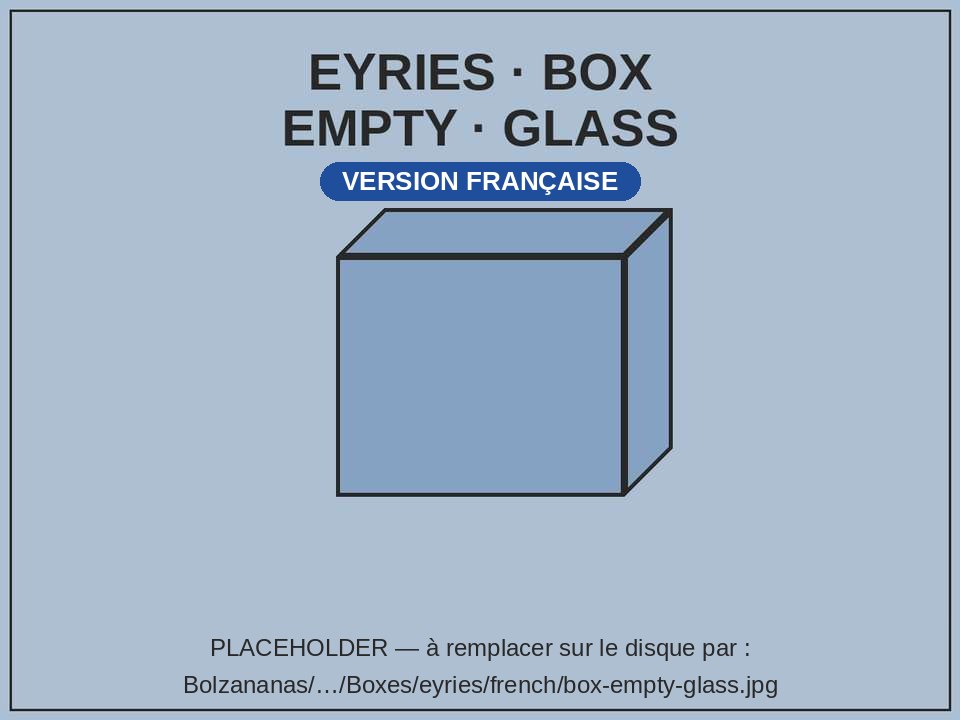 EYRIES · BOX
EMPTY · GLASS
VERSION FRANÇAISE
PLACEHOLDER — à remplacer sur le disque par :
Bolzananas/…/Boxes/eyries/french/box-empty-glass.jpg